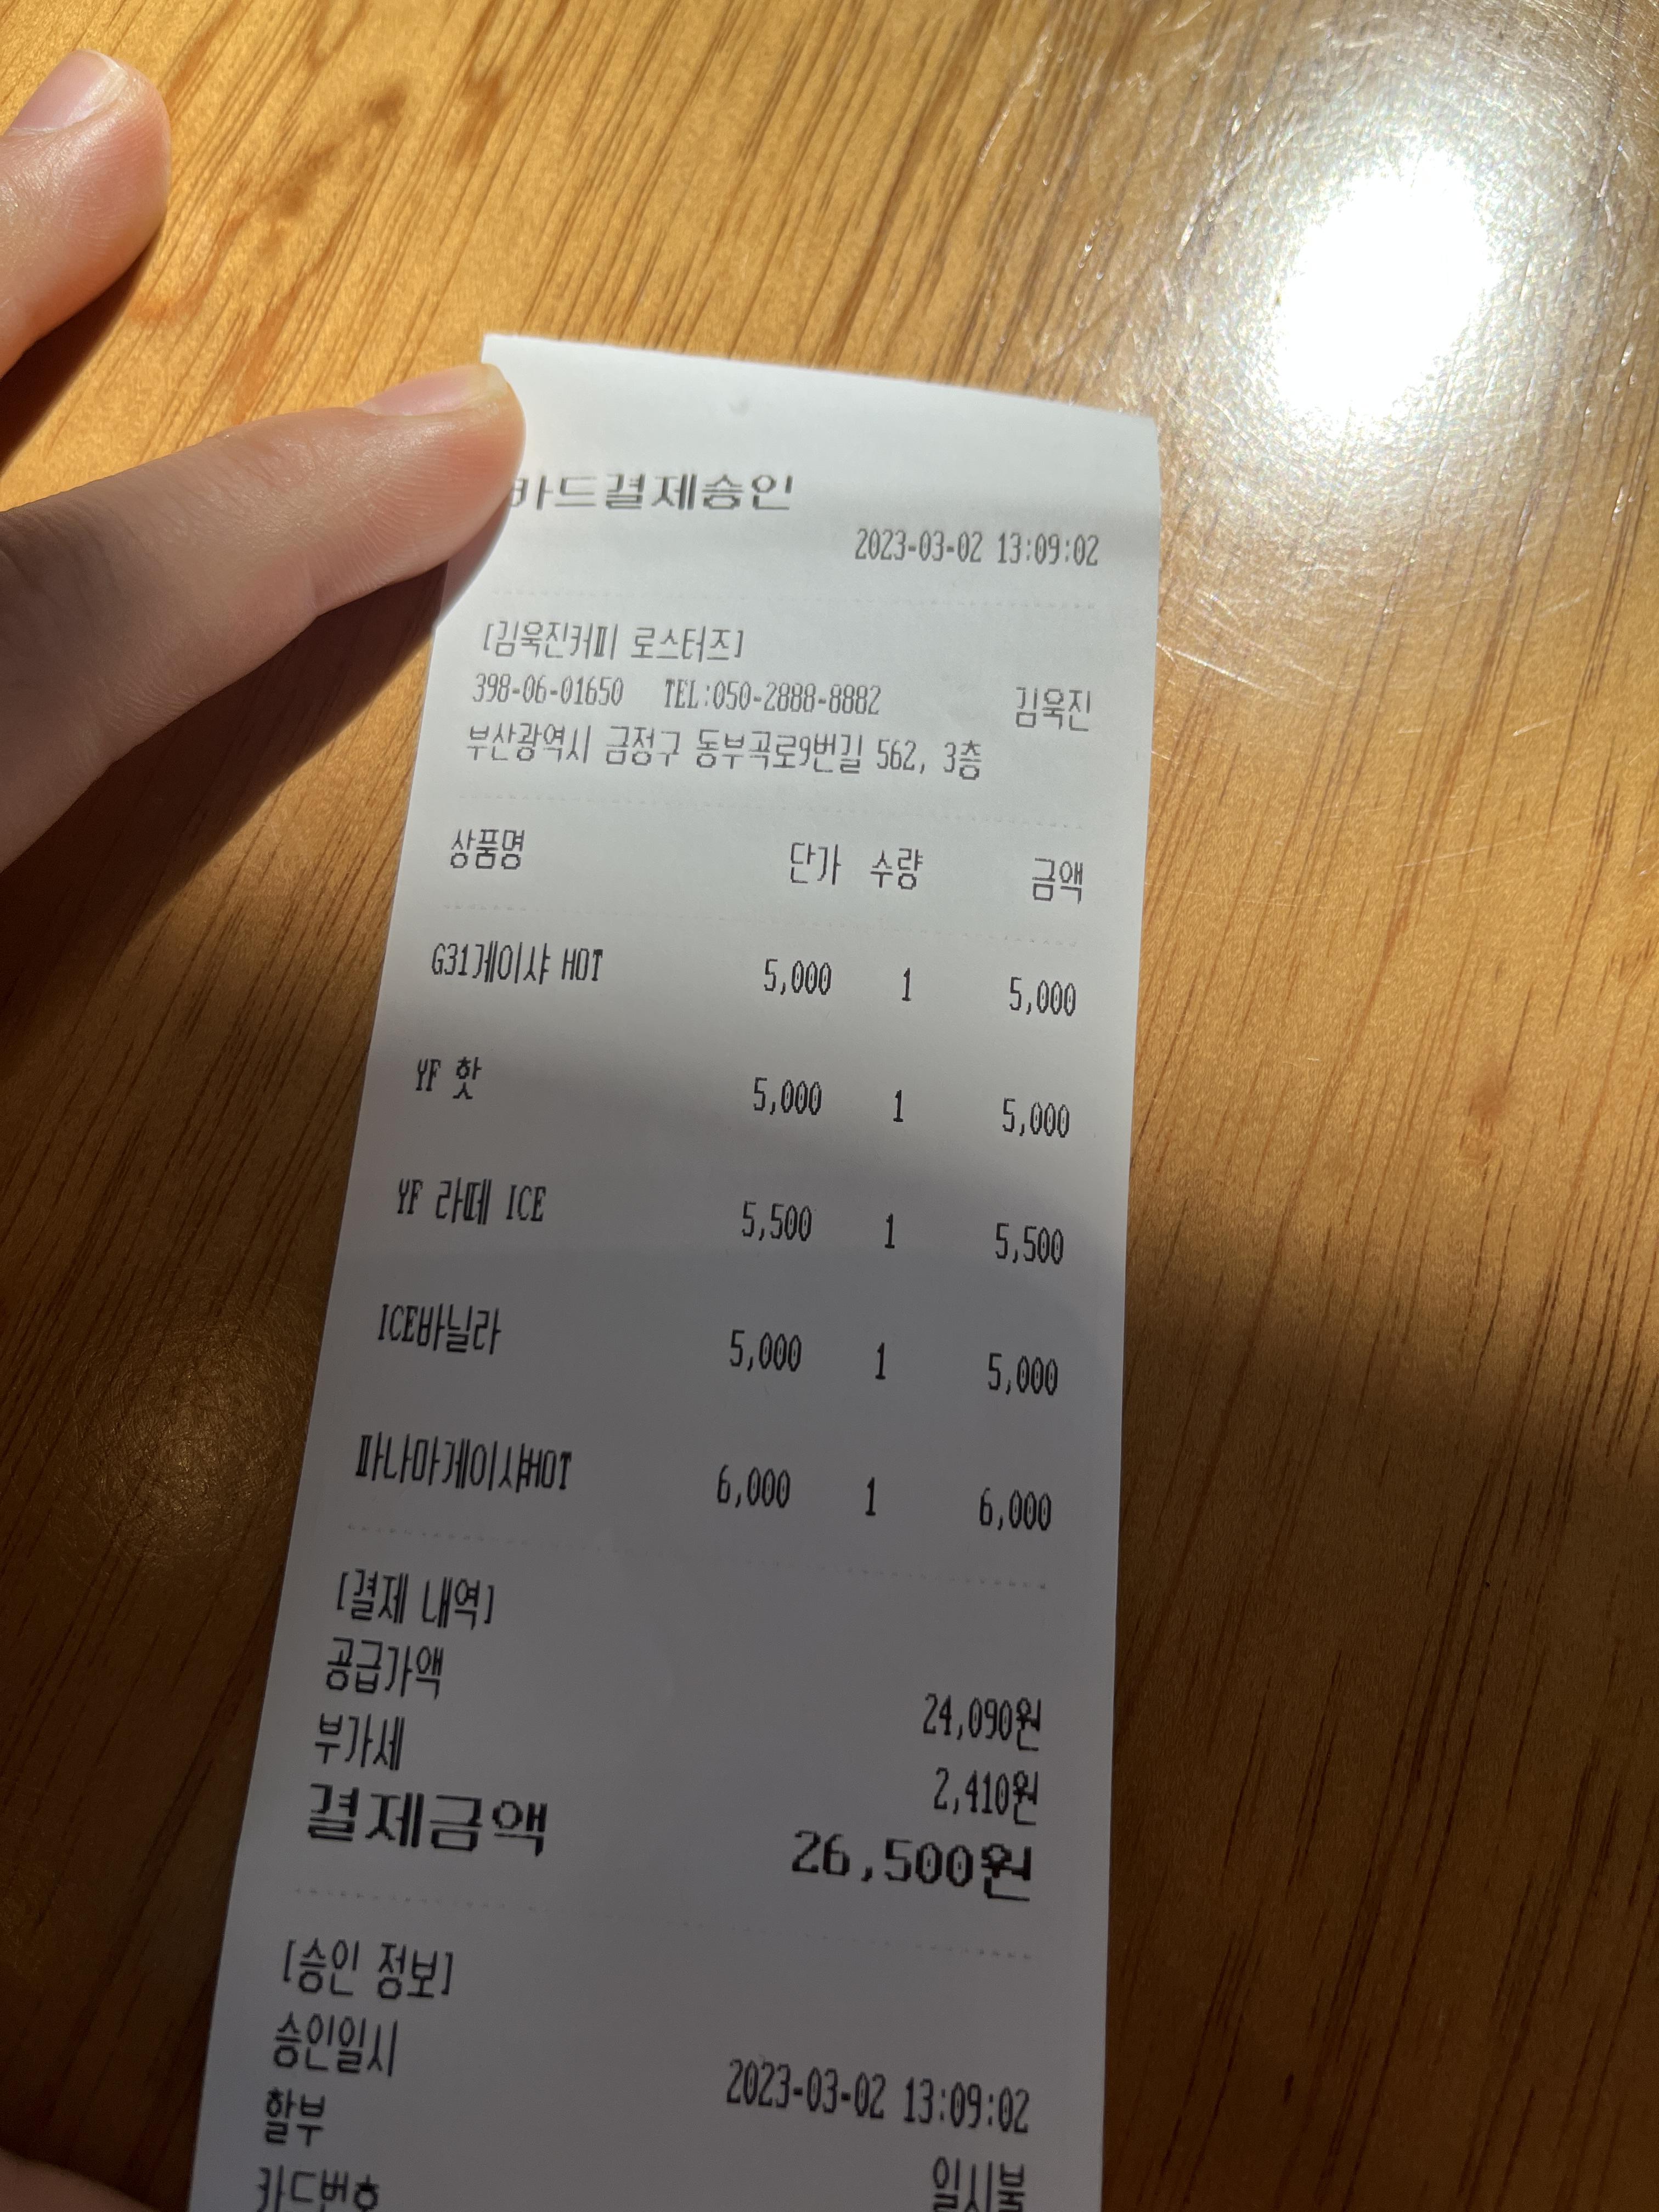 카드결제승인
2023-03-02 13:09:02
[김욱진커피 로스터즈]
398-06-01650 TEL:050-2888-8882 김욱진
부산광역시 금정구 동부곡로9번길 562, 3층
상품명 단가 수량 금액
G31게이샤 HOT 5,000 1 5,000
YF 핫 5,000 1 5,000
YF 라떼 ICE 5,500 1 5,500
ICE바닐라 5,000 1 5,000
파나마게이샤HOT 6,000 1 6,000
[결제 내역]
공급가액 24,090원
부가세 2,410원
결제금액 26,500원
[승인 정보]
승인일시 2023-03-02 13:09:02
할부 일시불
카드번호